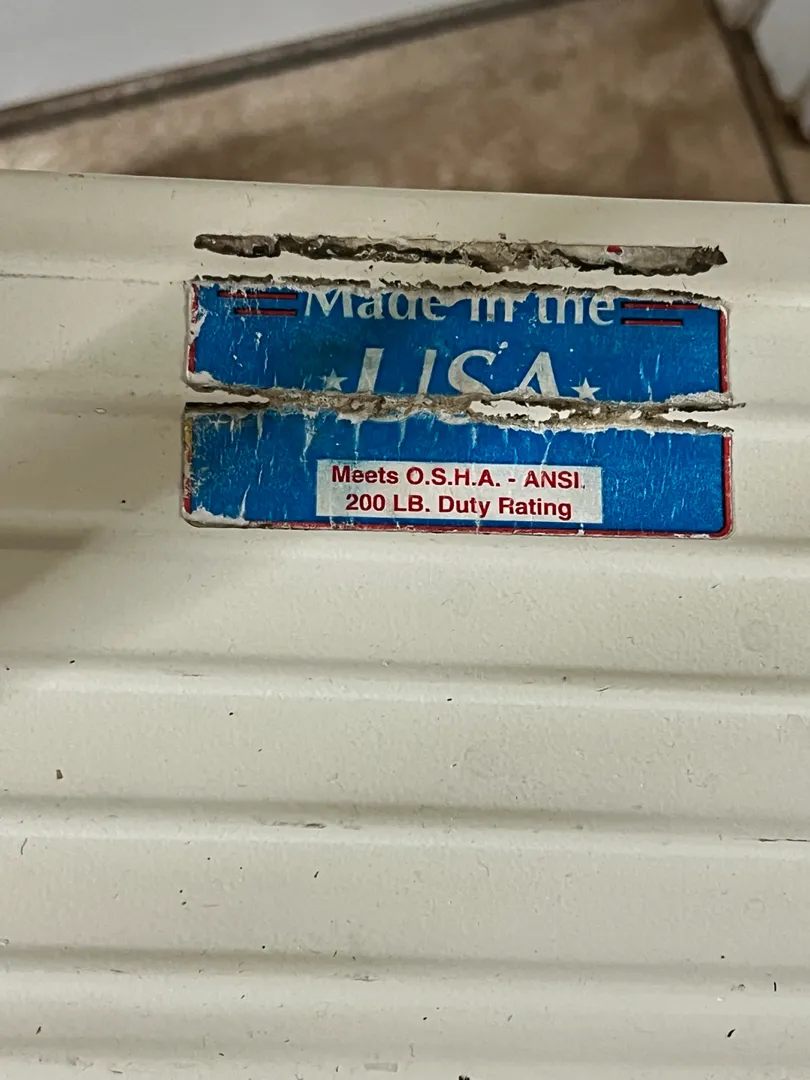 Made in the
USA
Meets O.S.H.A. - ANSI.
200 LB. Duty Rating